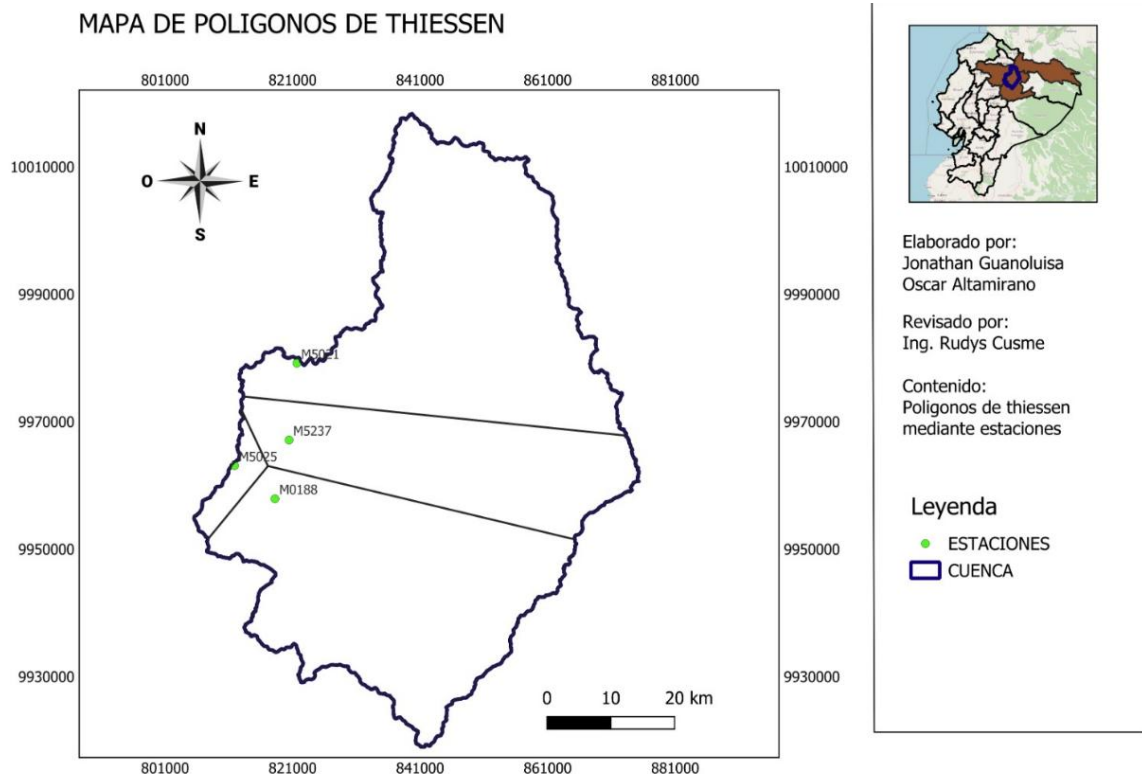 MAPA DE POLIGONOS DE THIESSEN
801000 821000 841000 861000 881000
N
O E
S
10010000 10010000
9990000 9990000
9970000 9970000
9950000 9950000
9930000 9930000
M5021
M5237
M5025
M0188
0 10 20 km
801000 821000 841000 861000 881000
Elaborado por:
Jonathan Guanoluisa
Oscar Altamirano
Revisado por:
Ing. Rudys Cusme
Contenido:
Poligonos de thiessen
mediante estaciones
Leyenda
ESTACIONES
CUENCA